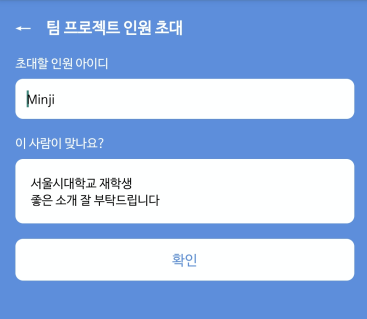 ← 팀 프로젝트 인원 초대
초대할 인원 아이디
Minji
이 사람이 맞나요?
서울시대학교 재학생
좋은 소개 잘 부탁드립니다
확인